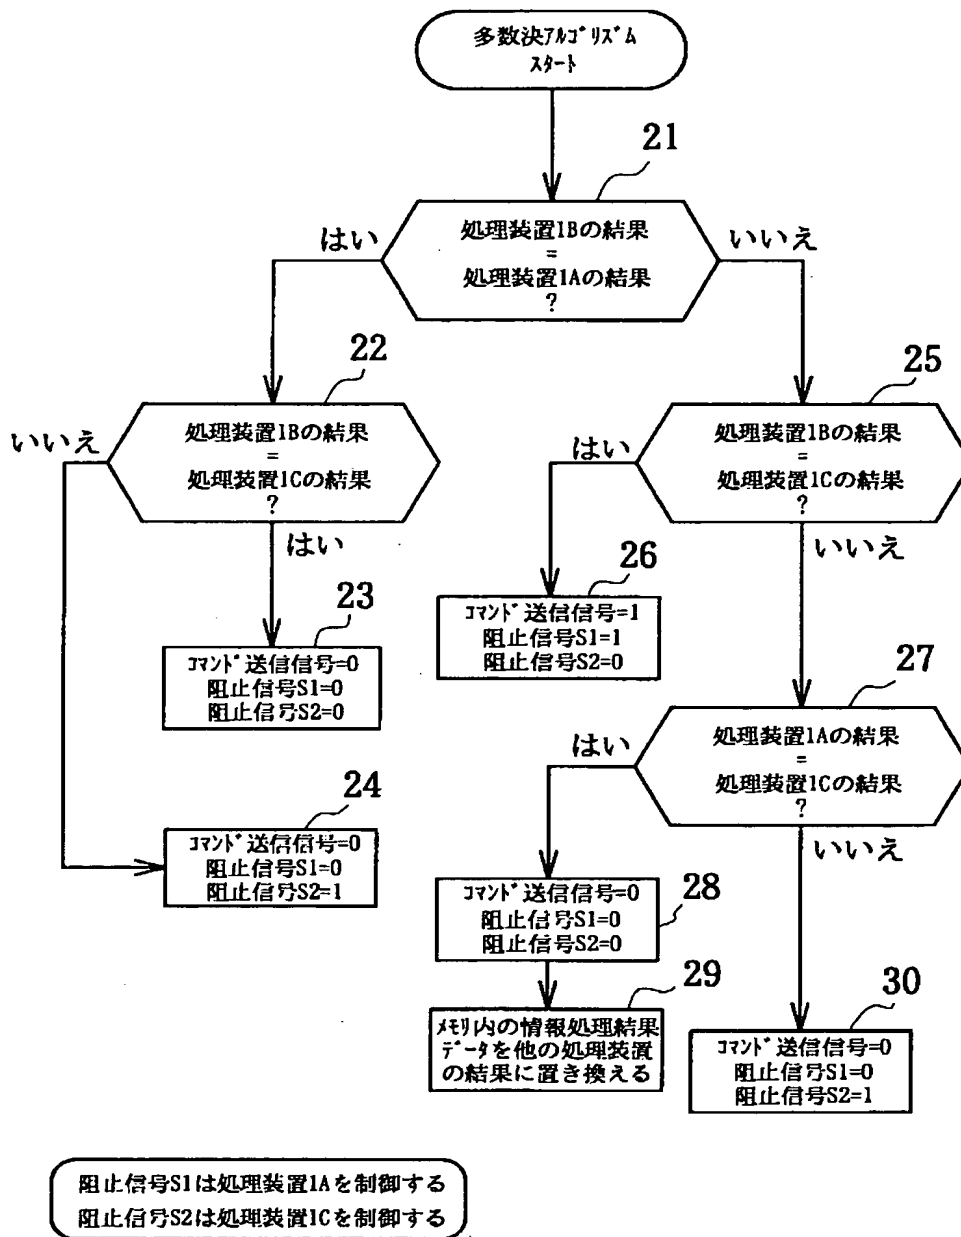 多数決アルゴリズム
スタート
21
処理装置1Bの結果
=
処理装置1Aの結果
?
はい
いいえ
22
処理装置1Bの結果
=
処理装置1Cの結果
?
いいえ
はい
23
コマンド送信信号=0
阻止信号S1=0
阻止信号S2=0
24
コマンド送信信号=0
阻止信号S1=0
阻止信号S2=1
25
処理装置1Bの結果
=
処理装置1Cの結果
?
はい
いいえ
26
コマンド送信信号=1
阻止信号S1=1
阻止信号S2=0
27
処理装置1Aの結果
=
処理装置1Cの結果
?
はい
いいえ
28
コマンド送信信号=0
阻止信号S1=0
阻止信号S2=0
29
メモリ内の情報処理結果
データを他の処理装置
の結果に置き換える
30
コマンド送信信号=0
阻止信号S1=0
阻止信号S2=1
阻止信号S1は処理装置1Aを制御する
阻止信号S2は処理装置1Cを制御する